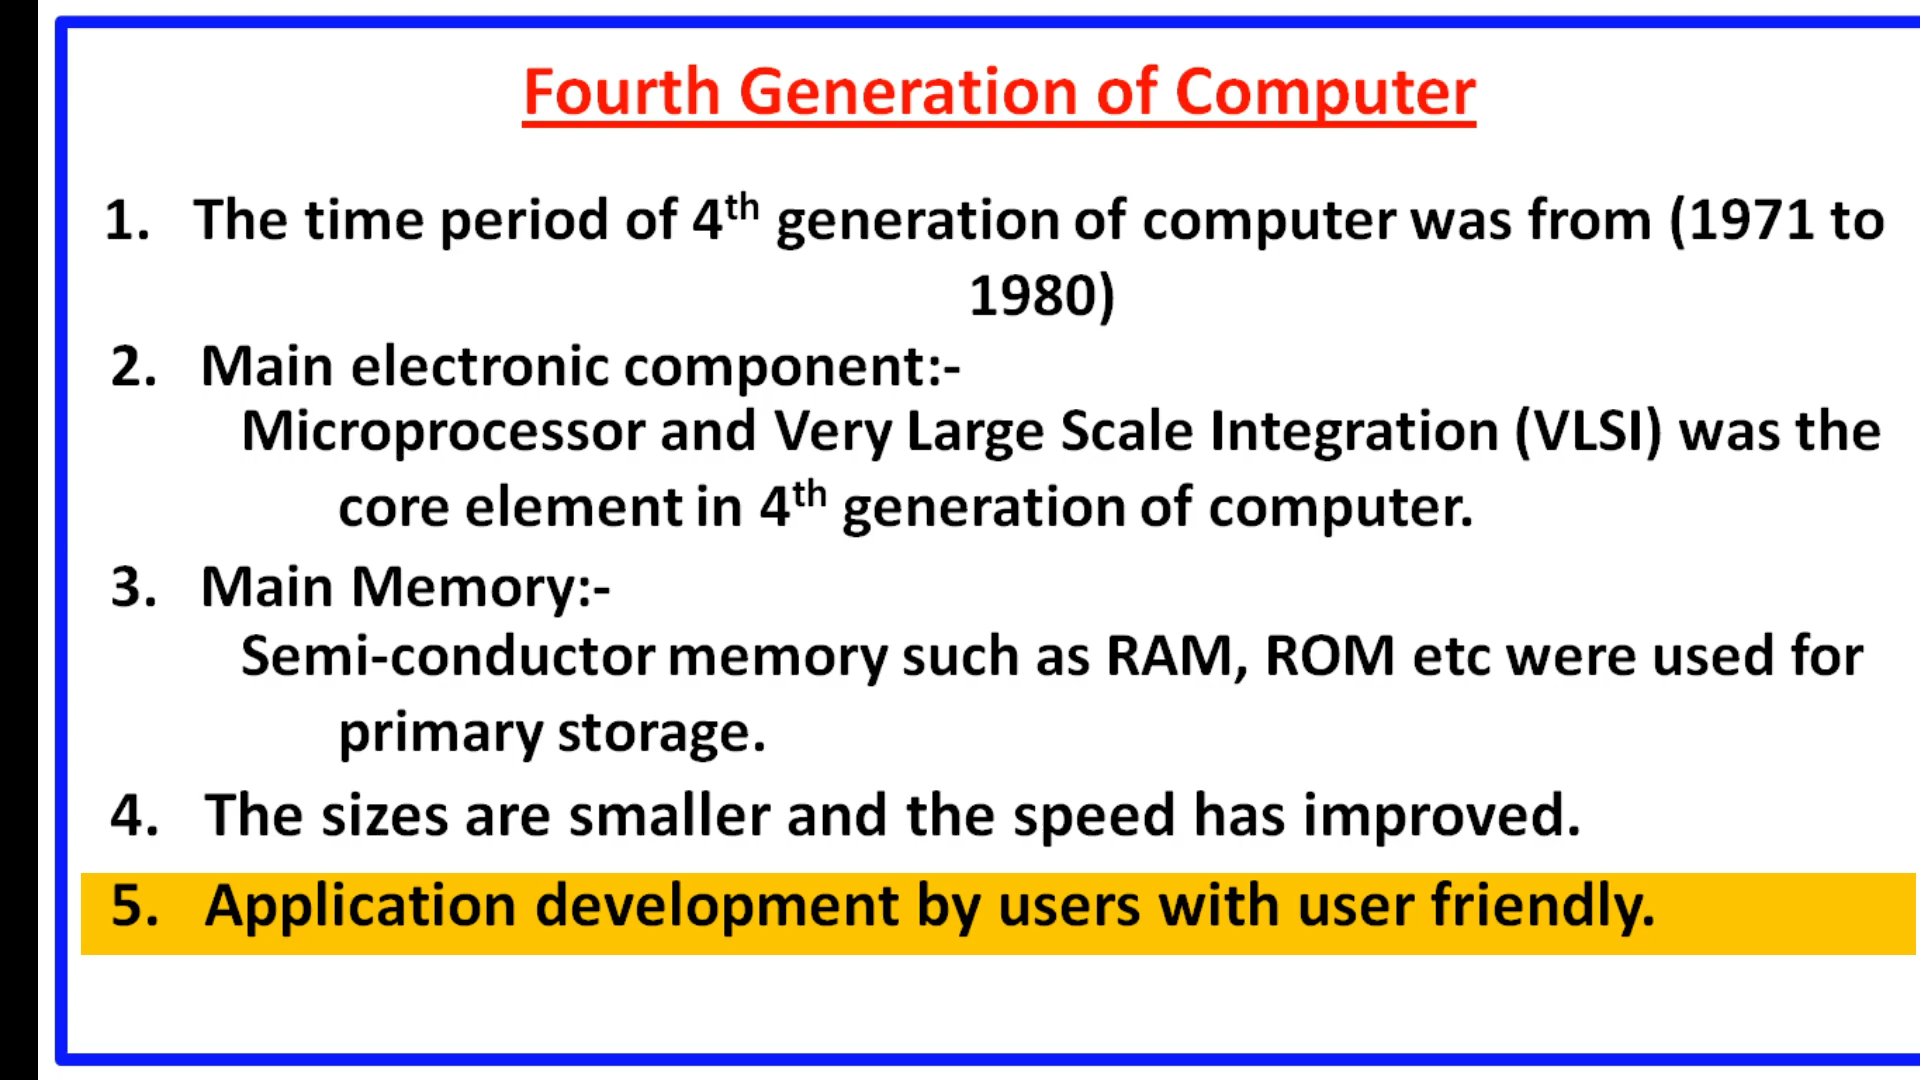 Fourth Generation of Computer
1. The time period of 4th generation of computer was from (1971 to
1980)
2. Main electronic component:-
Microprocessor and Very Large Scale Integration (VLSI) was the
core element in 4th generation of computer.
3. Main Memory:-
Semi-conductor memory such as RAM, ROM etc were used for
primary storage.
4. The sizes are smaller and the speed has improved.
5. Application development by users with user friendly.